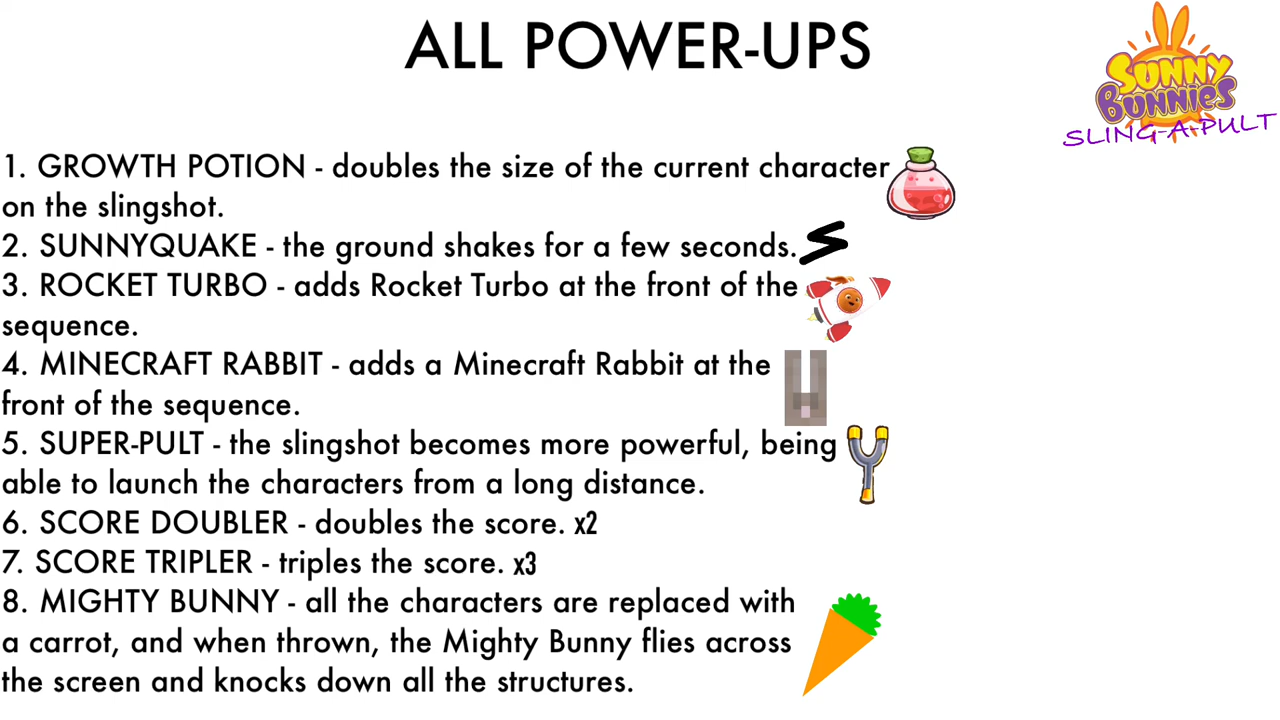 ALL POWER-UPS
SUNNY
BUNNIES
SLING-A-PULT
1. GROWTH POTION - doubles the size of the current character
on the slingshot.
2. SUNNYQUAKE - the ground shakes for a few seconds.
3. ROCKET TURBO - adds Rocket Turbo at the front of the
sequence.
4. MINECRAFT RABBIT - adds a Minecraft Rabbit at the
front of the sequence.
5. SUPER-PULT - the slingshot becomes more powerful, being
able to launch the characters from a long distance.
6. SCORE DOUBLER - doubles the score. x2
7. SCORE TRIPLER - triples the score. x3
8. MIGHTY BUNNY - all the characters are replaced with
a carrot, and when thrown, the Mighty Bunny flies across
the screen and knocks down all the structures.